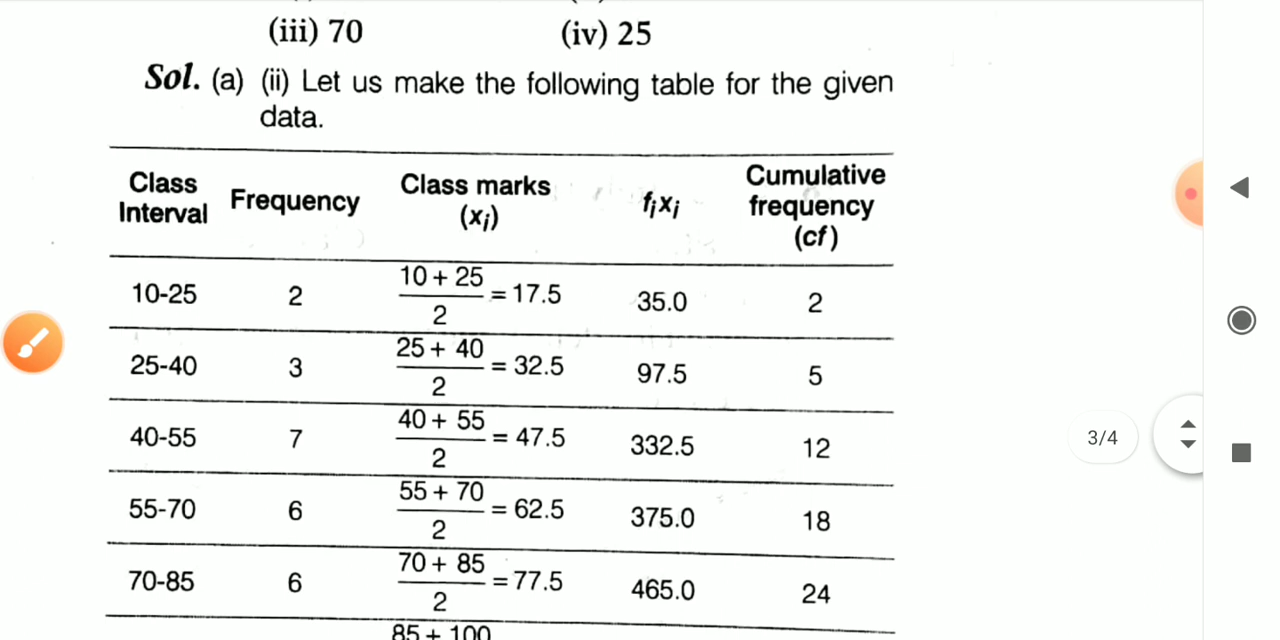 (iii) 70 (iv) 25
Sol. (a) (ii) Let us make the following table for the given
data.
Class Interval Frequency Class marks (xi) fixi Cumulative frequency (cf)
10-25 2 10 + 25 / 2 = 17.5 35.0 2
25-40 3 25 + 40 / 2 = 32.5 97.5 5
40-55 7 40 + 55 / 2 = 47.5 332.5 12
55-70 6 55 + 70 / 2 = 62.5 375.0 18
70-85 6 70 + 85 / 2 = 77.5 465.0 24
85 + 100
3/4